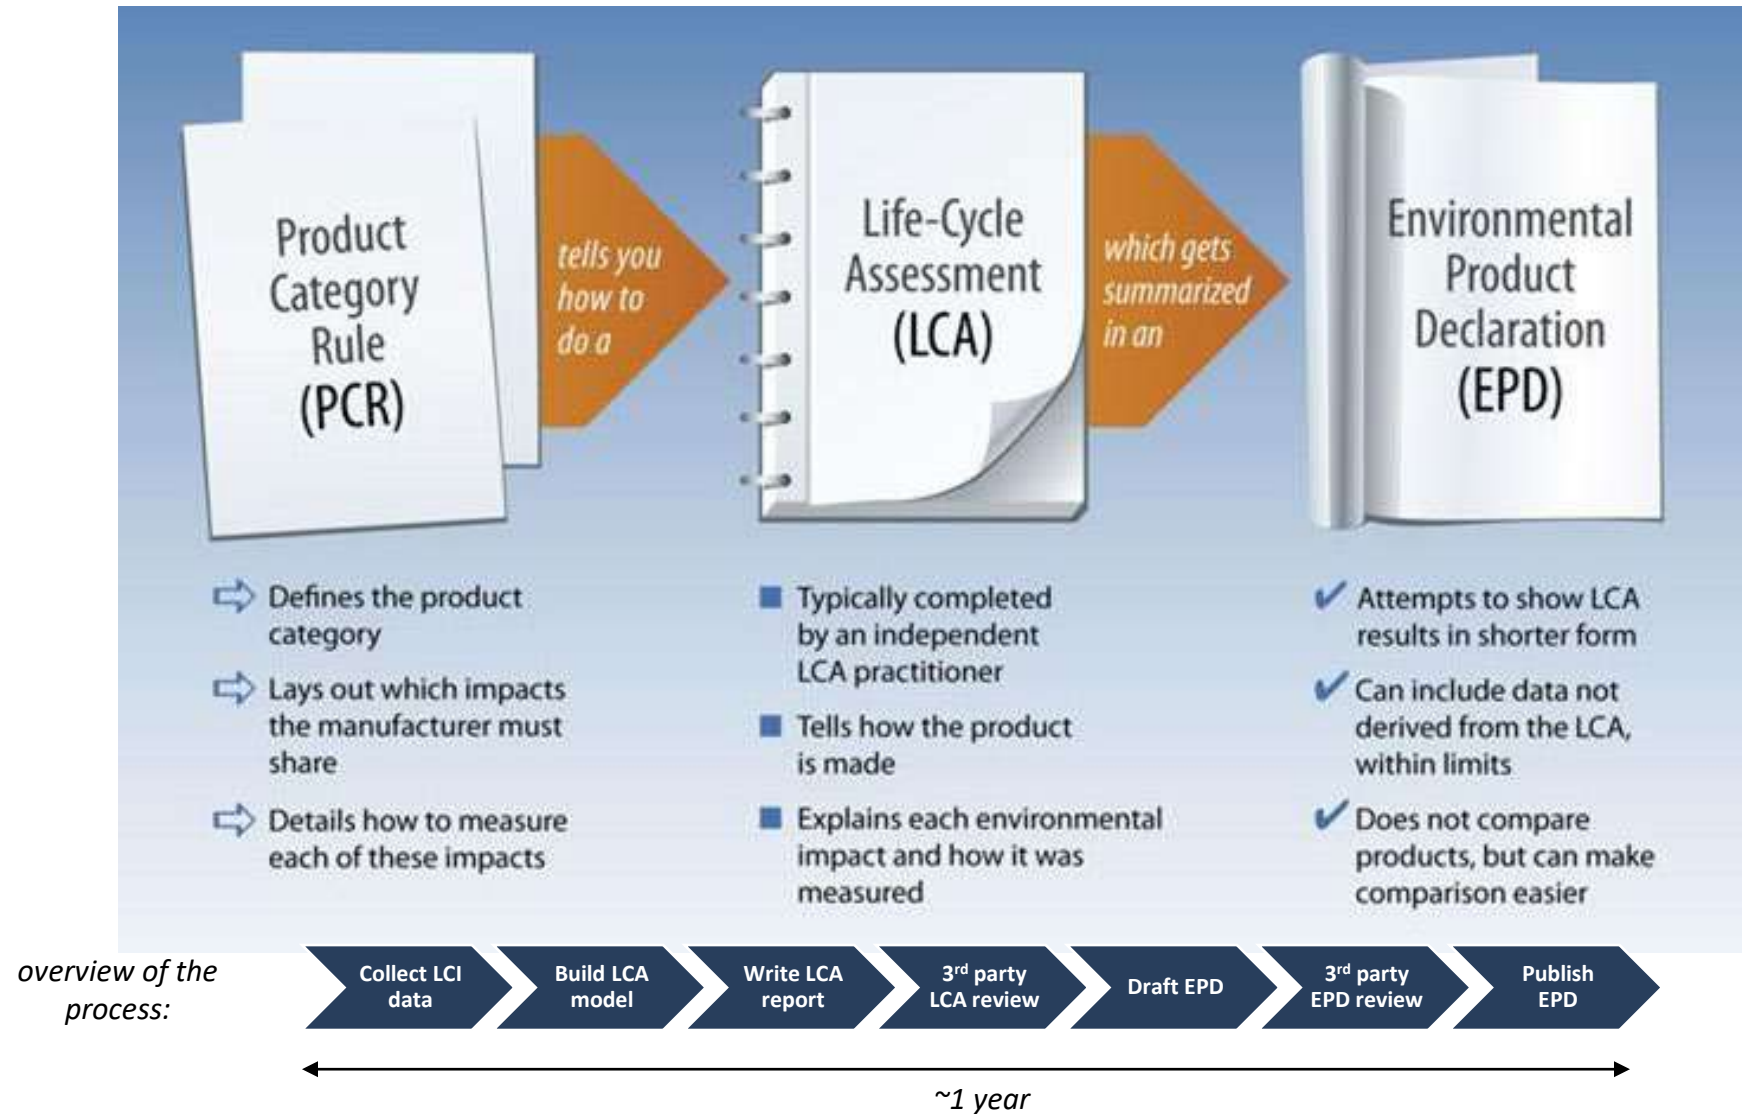 Product
Category
Rule
(PCR)
tells you
how to
do a
Life-Cycle
Assessment
(LCA)
which gets
summarized
in an
Environmental
Product
Declaration
(EPD)
Defines the product
category
Lays out which impacts
the manufacturer must
share
Details how to measure
each of these impacts
Typically completed
by an independent
LCA practitioner
Tells how the product
is made
Explains each environmental
impact and how it was
measured
Attempts to show LCA
results in shorter form
Can include data not
derived from the LCA,
within limits
Does not compare
products, but can make
comparison easier
overview of the
process:
Collect LCI
data
Build LCA
model
Write LCA
report
3rd party
LCA review
Draft EPD
3rd party
EPD review
Publish
EPD
~1 year